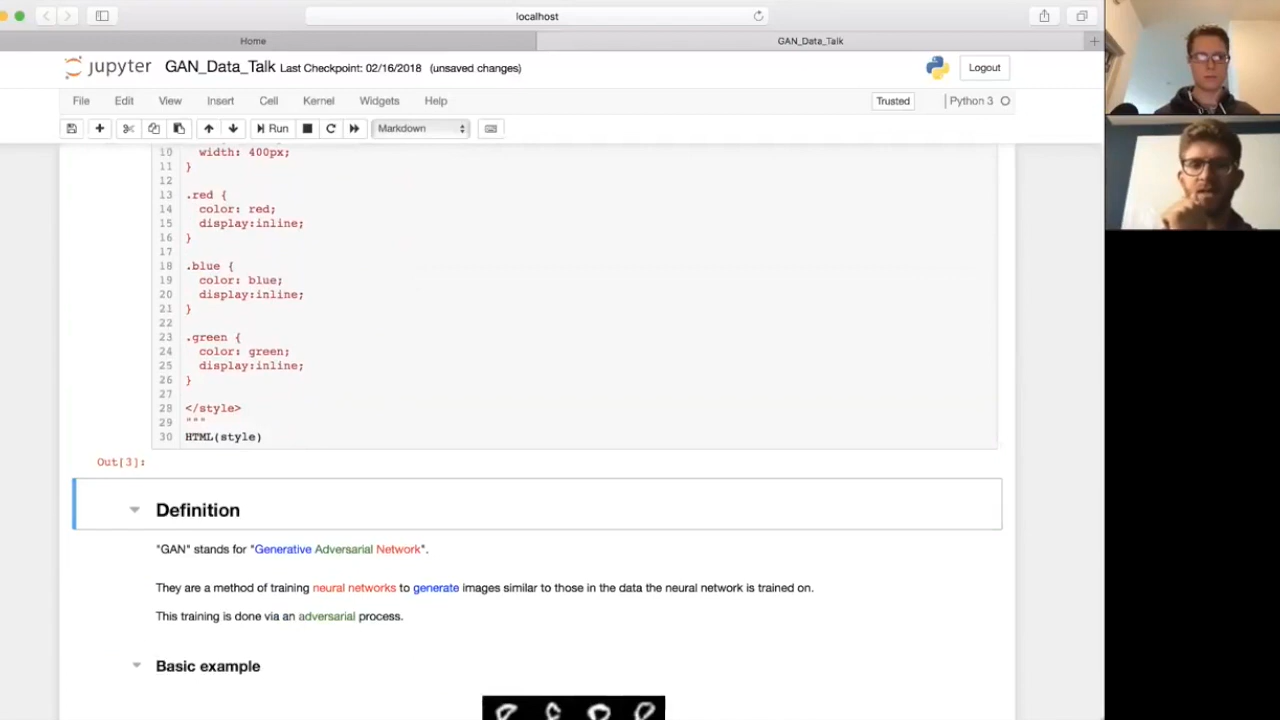 localhost
Home
GAN_Data_Talk
jupyter GAN_Data_Talk Last Checkpoint: 02/16/2018 (unsaved changes)
Logout
File Edit View Insert Cell Kernel Widgets Help
Trusted
Python 3
Run
Markdown
10 width: 400px;
11 }
12
13 .red {
14 color: red;
15 display:inline;
16 }
17
18 .blue {
19 color: blue;
20 display:inline;
21 }
22
23 .green {
24 color: green;
25 display:inline;
26 }
27
28 </style>
29 """
30 HTML(style)
Out[3]:
Definition
"GAN" stands for "Generative Adversarial Network".
They are a method of training neural networks to generate images similar to those in the data the neural network is trained on.
This training is done via an adversarial process.
Basic example